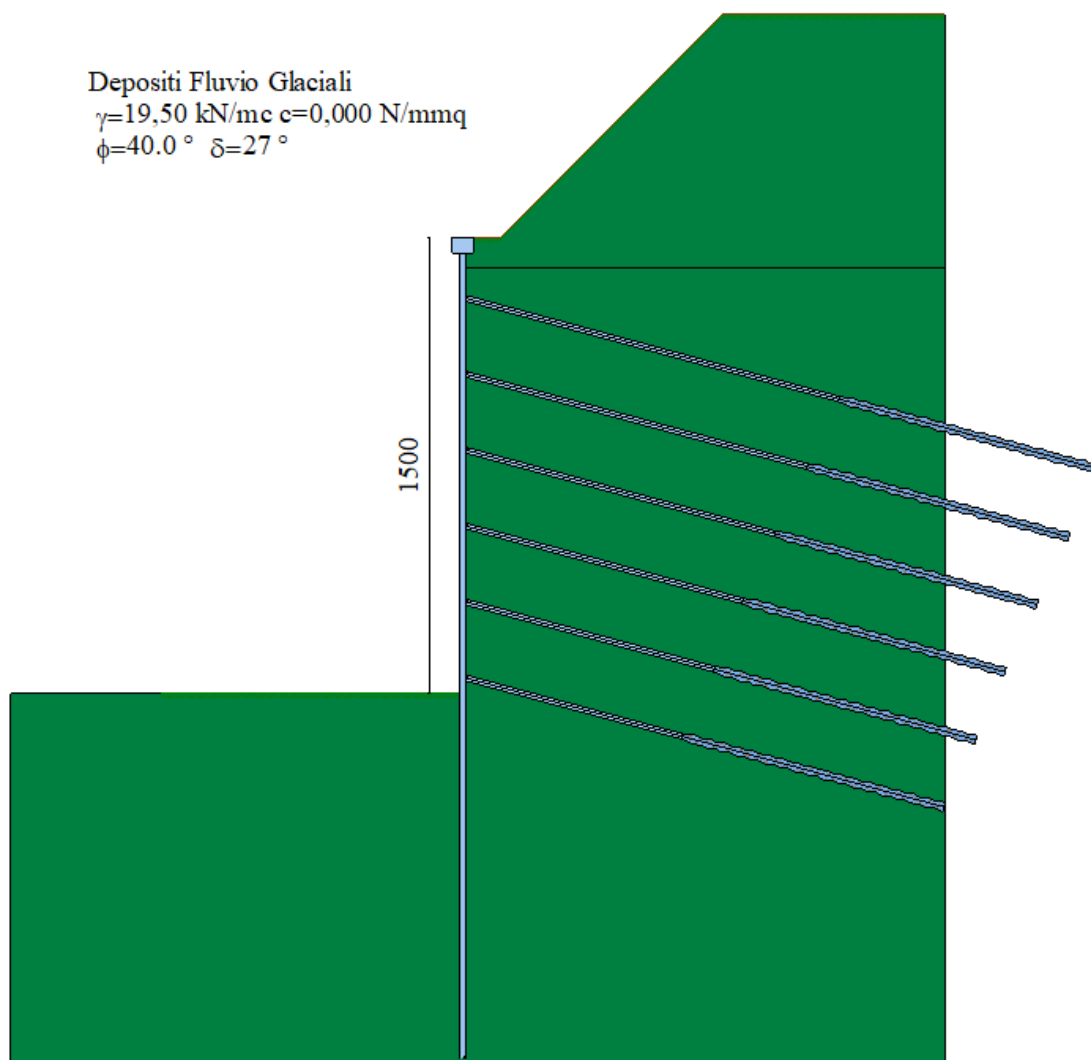 Depositi Fluvio Glaciali
γ=19,50 kN/mc c=0,000 N/mmq
ϕ=40.0 ° δ=27 °
1500